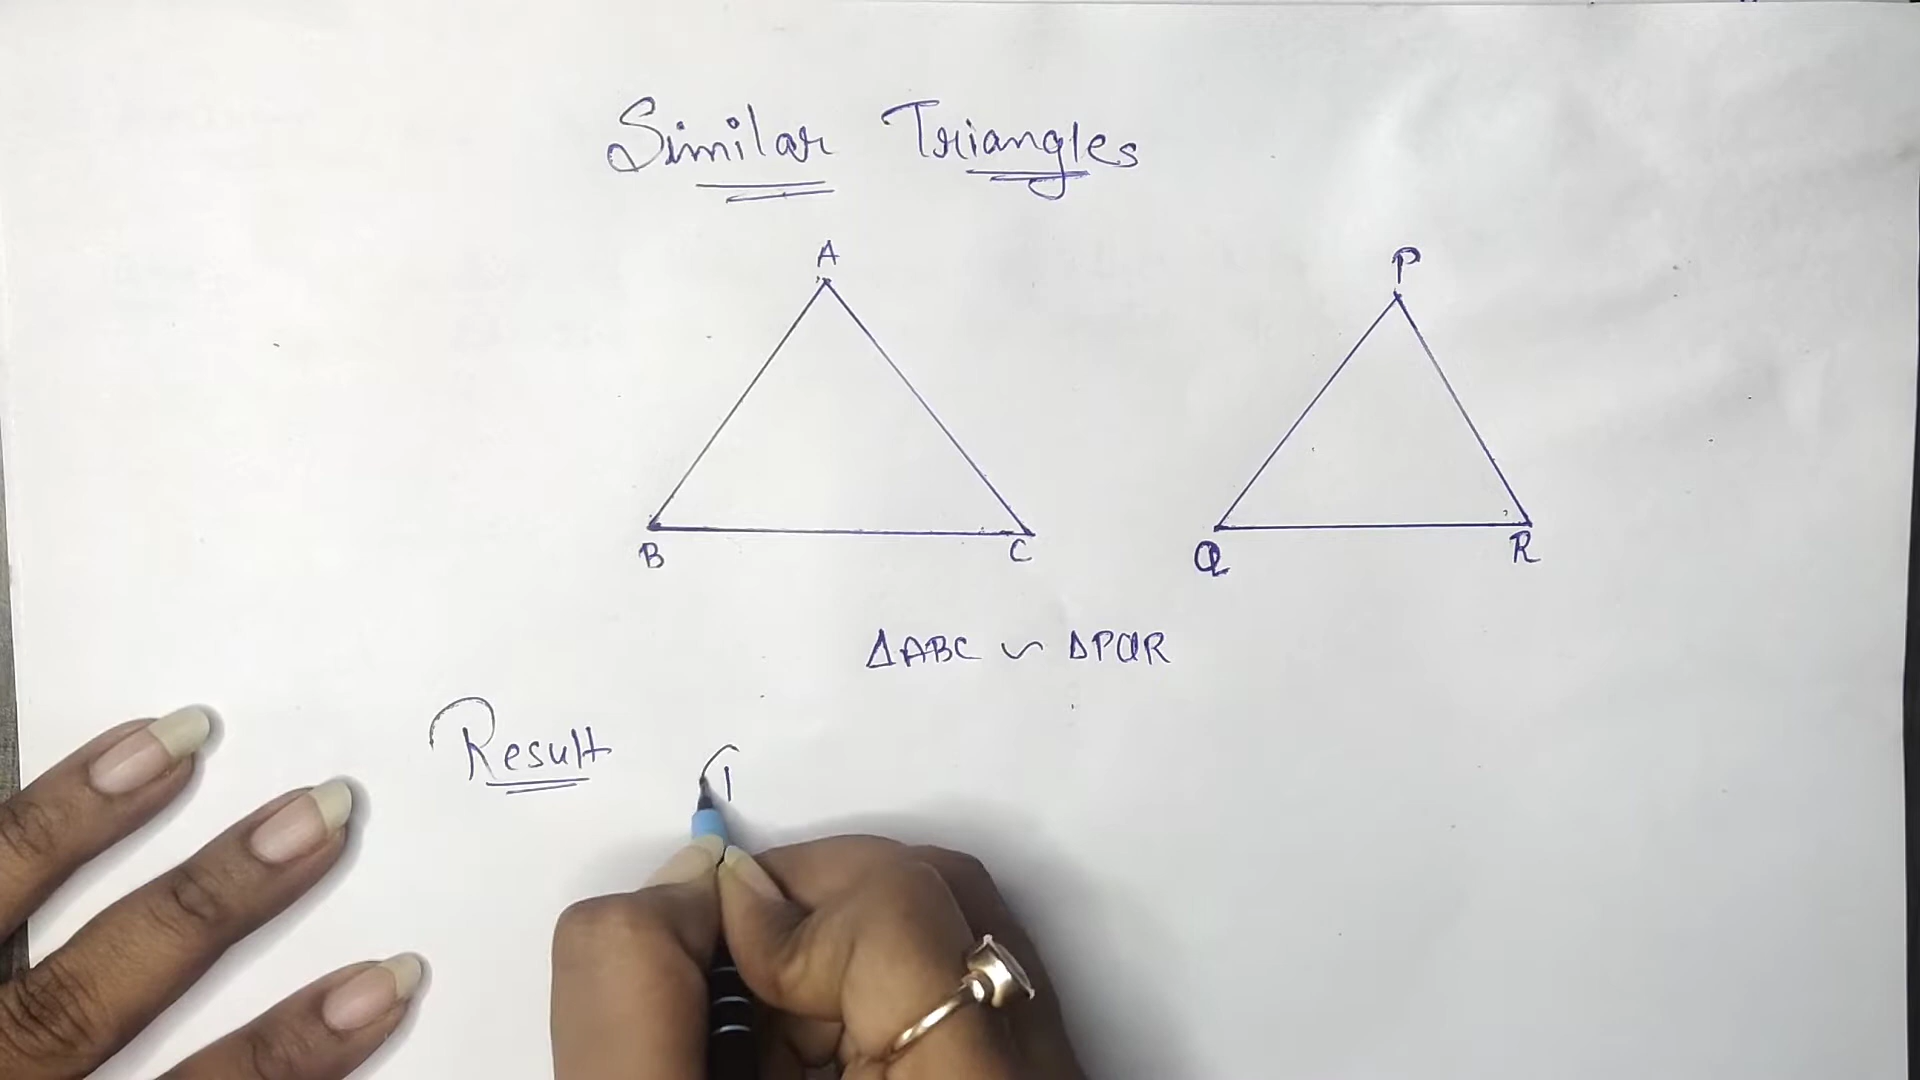 Similar Triangles
A P
B C Q R
ΔABC ∽ ΔPQR
Result